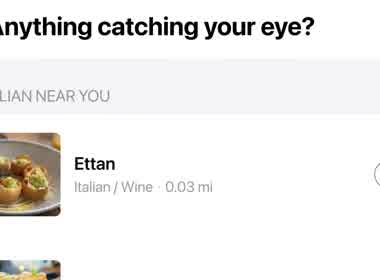 Anything catching your eye?
LIAN NEAR YOU
Ettan
Italian / Wine · 0.03 mi